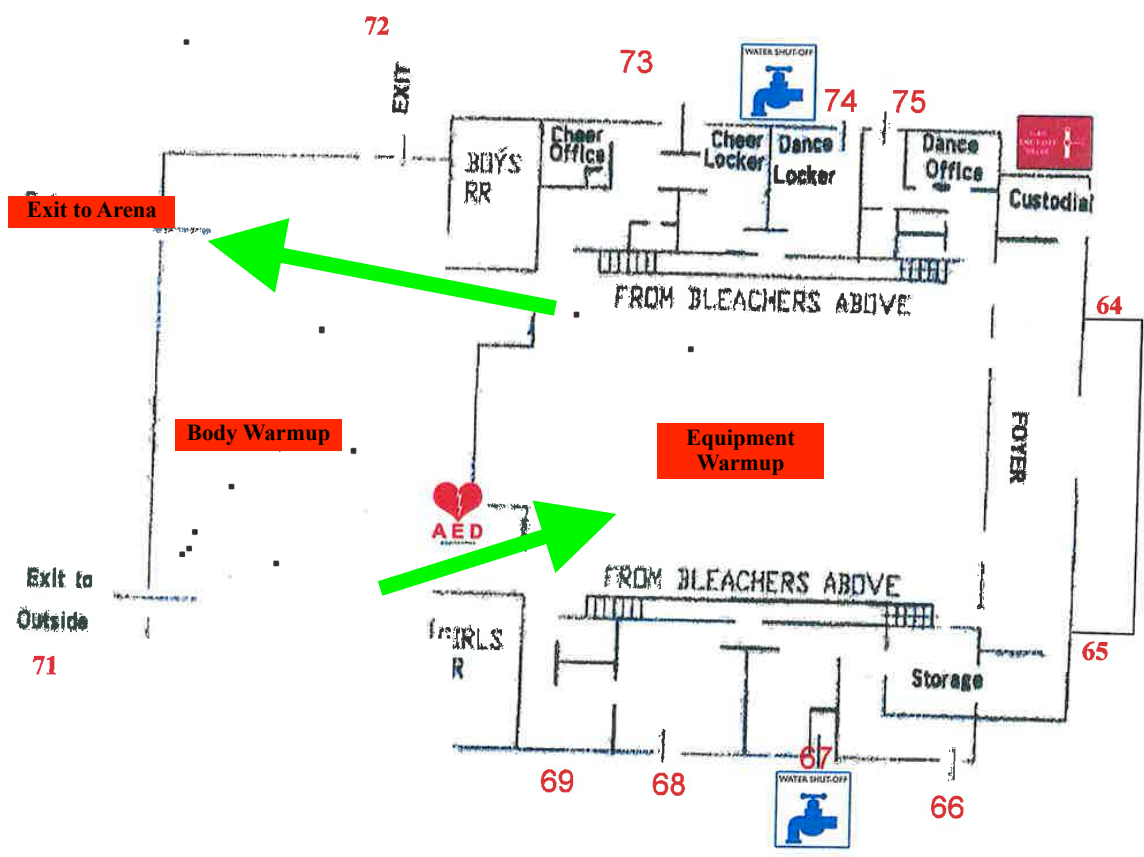 72
73
WATER SHUT-OFF
74
75
EXIT
Cheer
Office
Cheer
Locker
Dance
Locker
Dance
Office
BOYS
RR
Custodial
Exit to Arena
FROM BLEACHERS ABOVE
64
Body Warmup
Equipment
Warmup
FOYER
AED
Exit to
Outside
71
FROM BLEACHERS ABOVE
GIRLS
R
Storage
65
69
68
67
66
WATER SHUT-OFF